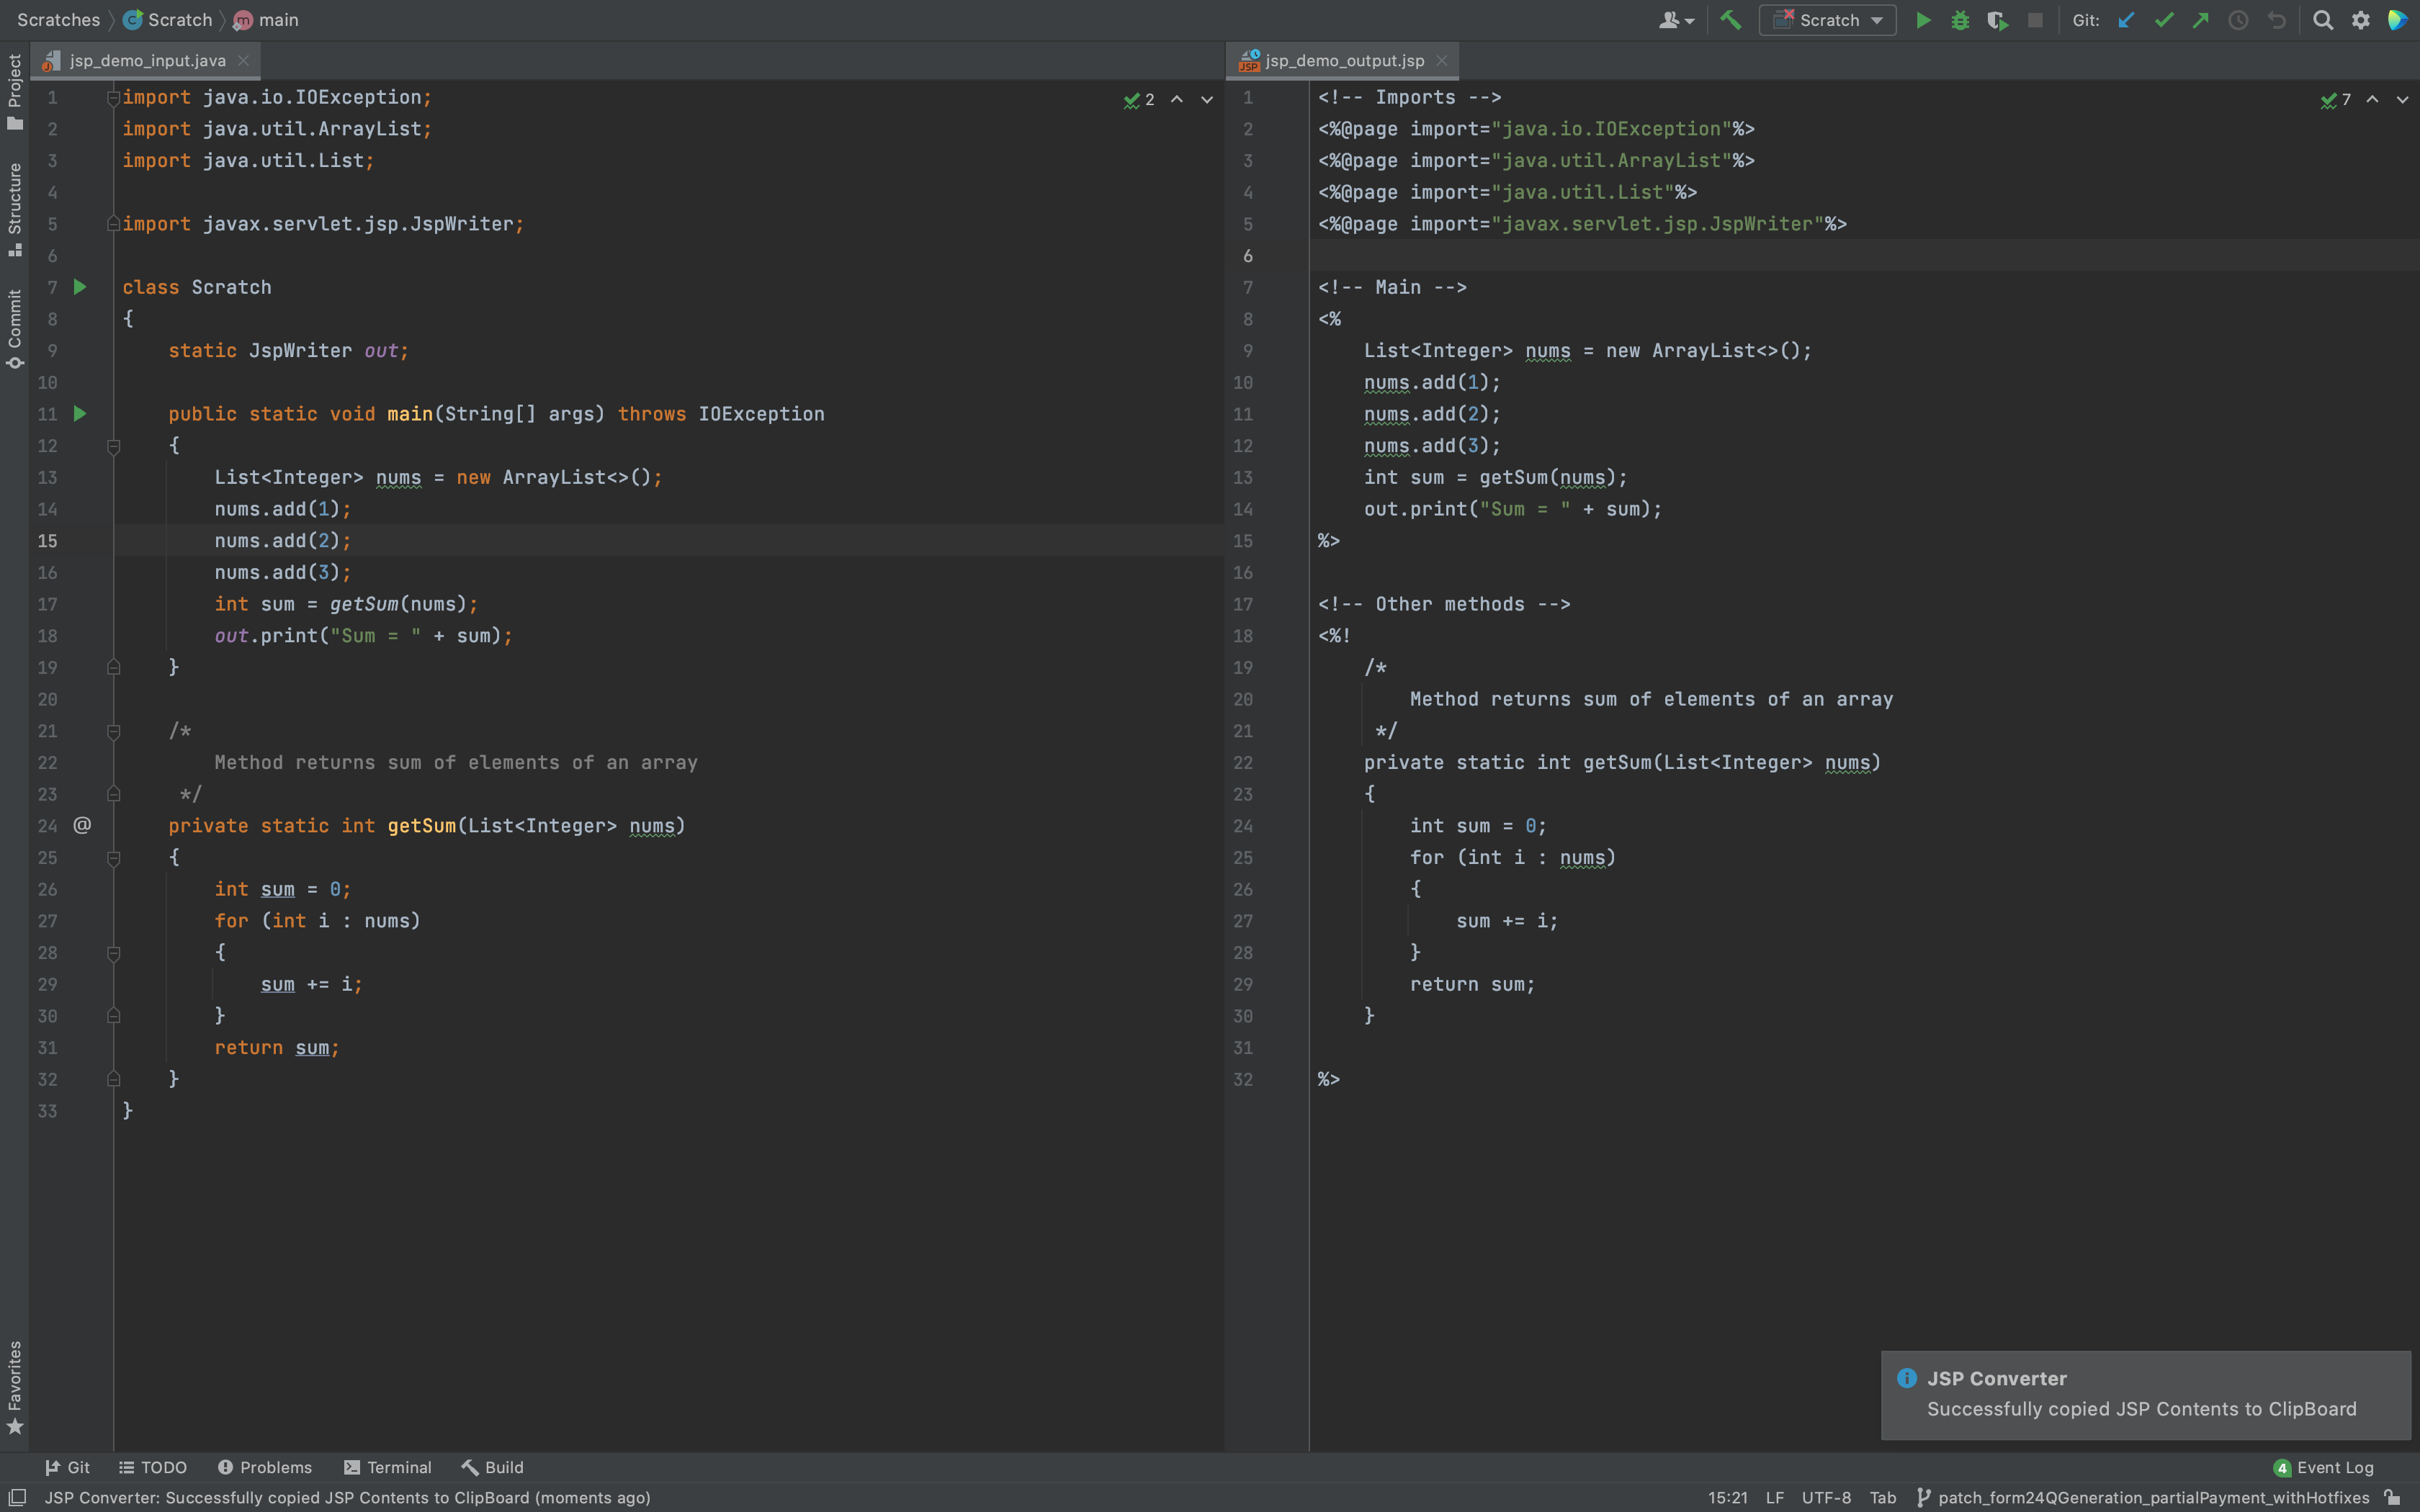 Scratches Scratch main
Scratch Git:
Project
Structure
Commit
Favorites
jsp_demo_input.java
2
1 import java.io.IOException;
2 import java.util.ArrayList;
3 import java.util.List;
4
5 import javax.servlet.jsp.JspWriter;
6
7 class Scratch
8 {
9     static JspWriter out;
10
11     public static void main(String[] args) throws IOException
12     {
13         List<Integer> nums = new ArrayList<>();
14         nums.add(1);
15         nums.add(2);
16         nums.add(3);
17         int sum = getSum(nums);
18         out.print("Sum = " + sum);
19     }
20
21     /*
22         Method returns sum of elements of an array
23      */
24 @   private static int getSum(List<Integer> nums)
25     {
26         int sum = 0;
27         for (int i : nums)
28         {
29             sum += i;
30         }
31         return sum;
32     }
33 }
jsp_demo_output.jsp
7
1 <!-- Imports -->
2 <%@page import="java.io.IOException"%>
3 <%@page import="java.util.ArrayList"%>
4 <%@page import="java.util.List"%>
5 <%@page import="javax.servlet.jsp.JspWriter"%>
6
7 <!-- Main -->
8 <%
9     List<Integer> nums = new ArrayList<>();
10     nums.add(1);
11     nums.add(2);
12     nums.add(3);
13     int sum = getSum(nums);
14     out.print("Sum = " + sum);
15 %>
16
17 <!-- Other methods -->
18 <%!
19     /*
20         Method returns sum of elements of an array
21      */
22     private static int getSum(List<Integer> nums)
23     {
24         int sum = 0;
25         for (int i : nums)
26         {
27             sum += i;
28         }
29         return sum;
30     }
31
32 %>
JSP Converter
Successfully copied JSP Contents to ClipBoard
Git TODO Problems Terminal Build 4 Event Log
JSP Converter: Successfully copied JSP Contents to ClipBoard (moments ago) 15:21 LF UTF-8 Tab patch_form24QGeneration_partialPayment_withHotfixes